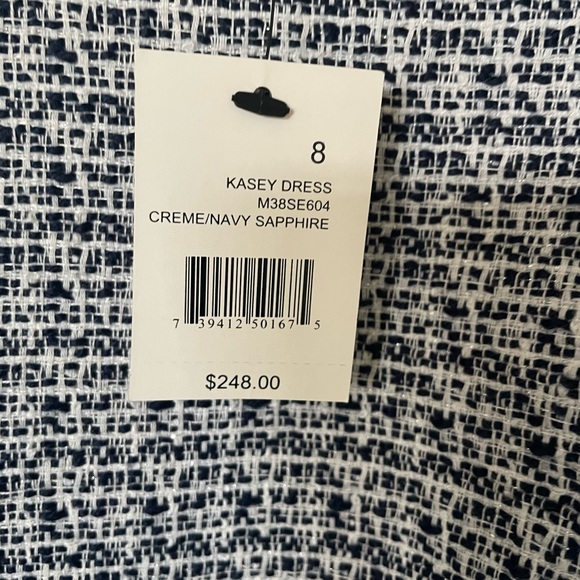 8
KASEY DRESS
M38SE604
CREME/NAVY SAPPHIRE
7 39412 50167 5
$248.00